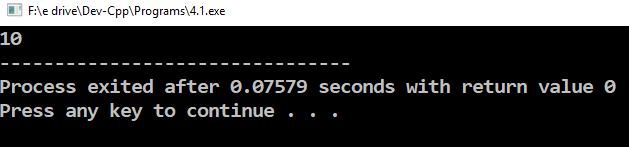 F:\e drive\Dev-Cpp\Programs\4.1.exe
10
--------------------------------
Process exited after 0.07579 seconds with return value 0
Press any key to continue . . .